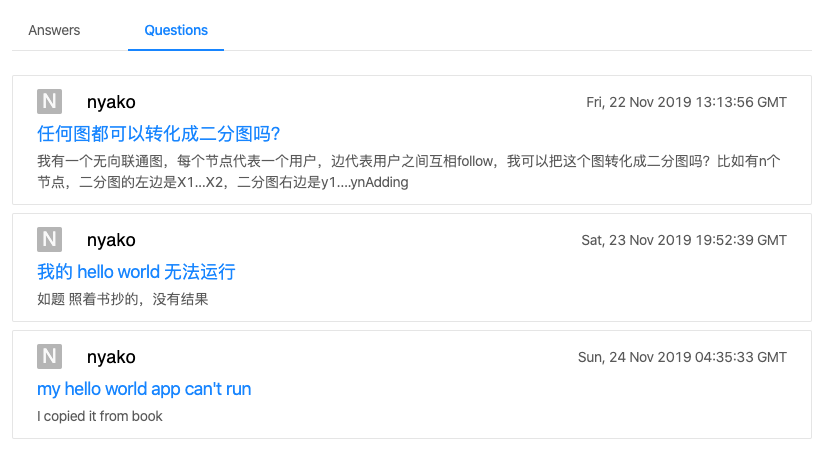 Answers
Questions
N
nyako
Fri, 22 Nov 2019 13:13:56 GMT
任何图都可以转化成二分图吗?
我有一个无向联通图，每个节点代表一个用户，边代表用户之间互相follow，我可以把这个图转化成二分图吗？比如有n个
节点，二分图的左边是X1...X2，二分图右边是y1....ynAdding
N
nyako
Sat, 23 Nov 2019 19:52:39 GMT
我的 hello world 无法运行
如题 照着书抄的，没有结果
N
nyako
Sun, 24 Nov 2019 04:35:33 GMT
my hello world app can't run
I copied it from book